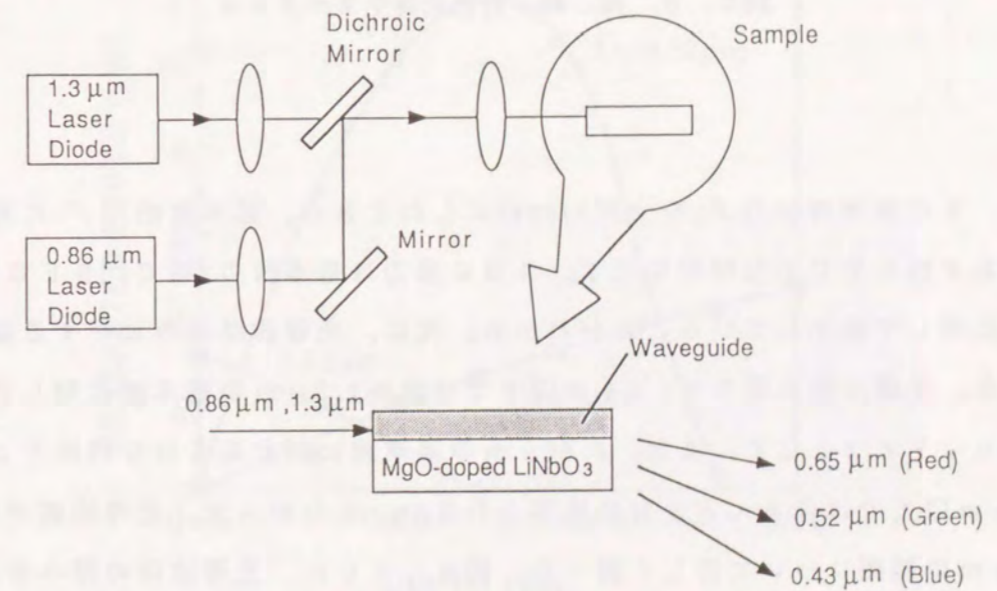 Dichroic
Mirror
Sample
1.3 μm
Laser
Diode
0.86 μm
Laser
Diode
Mirror
Waveguide
0.86 μm , 1.3 μm
MgO-doped LiNbO₃
0.65 μm (Red)
0.52 μm (Green)
0.43 μm (Blue)